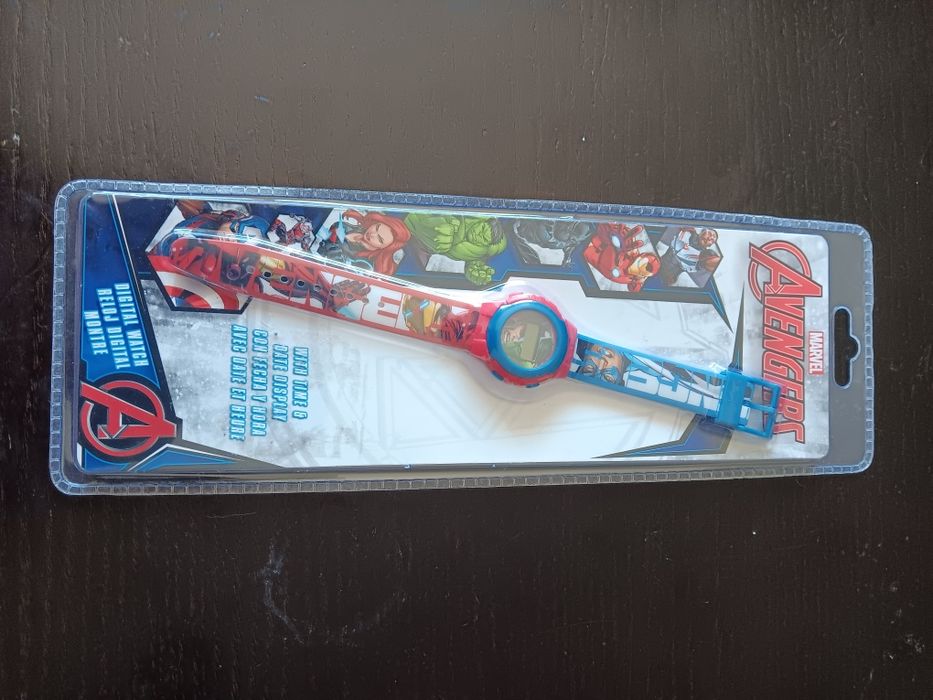 MARVEL
AVENGERS
WITH TIME &
DATE DISPLAY
CON FECHA Y HORA
AVEC DATE ET HEURE
DIGITAL WATCH
RELOJ DIGITAL
MONTRE